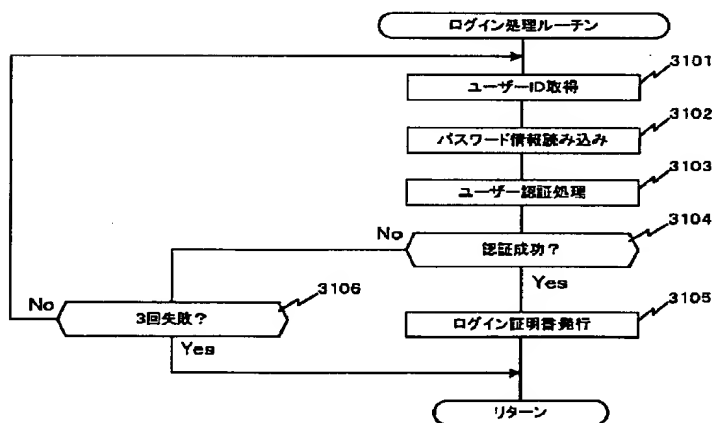 ログイン処理ルーチン
3101
ユーザーID取得
3102
パスワード情報読み込み
3103
ユーザー認証処理
3104
No
認証成功?
Yes
3106
No
3回失敗?
Yes
3105
ログイン証明書発行
リターン